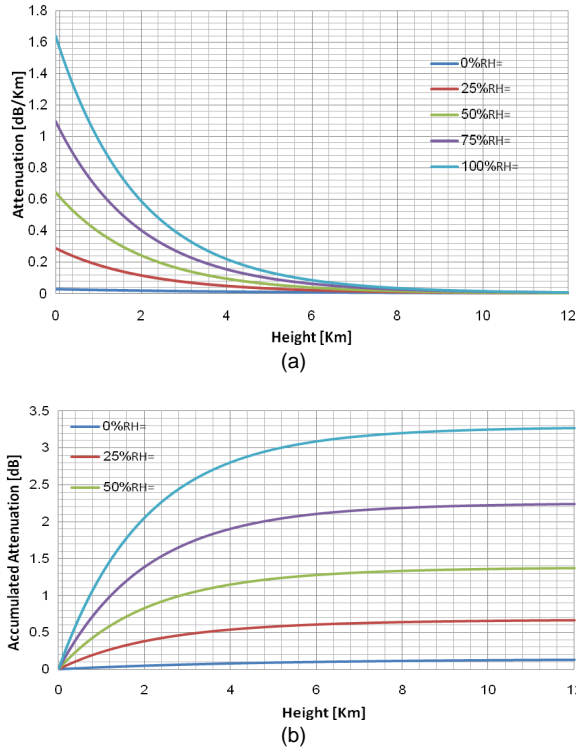 1.8
1.6
1.4
1.2
1
0.8
0.6
0.4
0.2
0
Attenuation [dB/Km]
0%RH=
25%RH=
50%RH=
75%RH=
100%RH=
0 2 4 6 8 10 12
Height [Km]
(a)
3.5
3
2.5
2
1.5
1
0.5
0
Accumulated Attenuation [dB]
0%RH=
25%RH=
50%RH=
0 2 4 6 8 10 12
Height [Km]
(b)